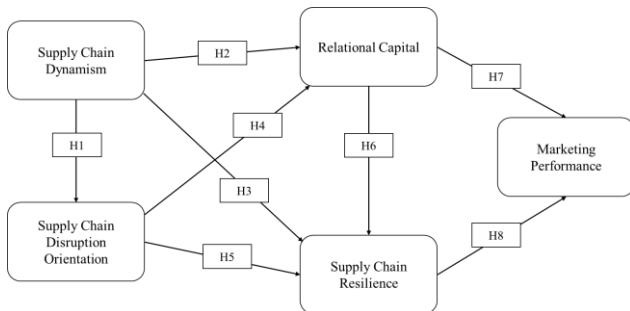 Supply Chain
Dynamism
H2
Relational Capital
H7
H1
H4
H6
Marketing
Performance
H3
Supply Chain
Disruption
Orientation
H5
H8
Supply Chain
Resilience